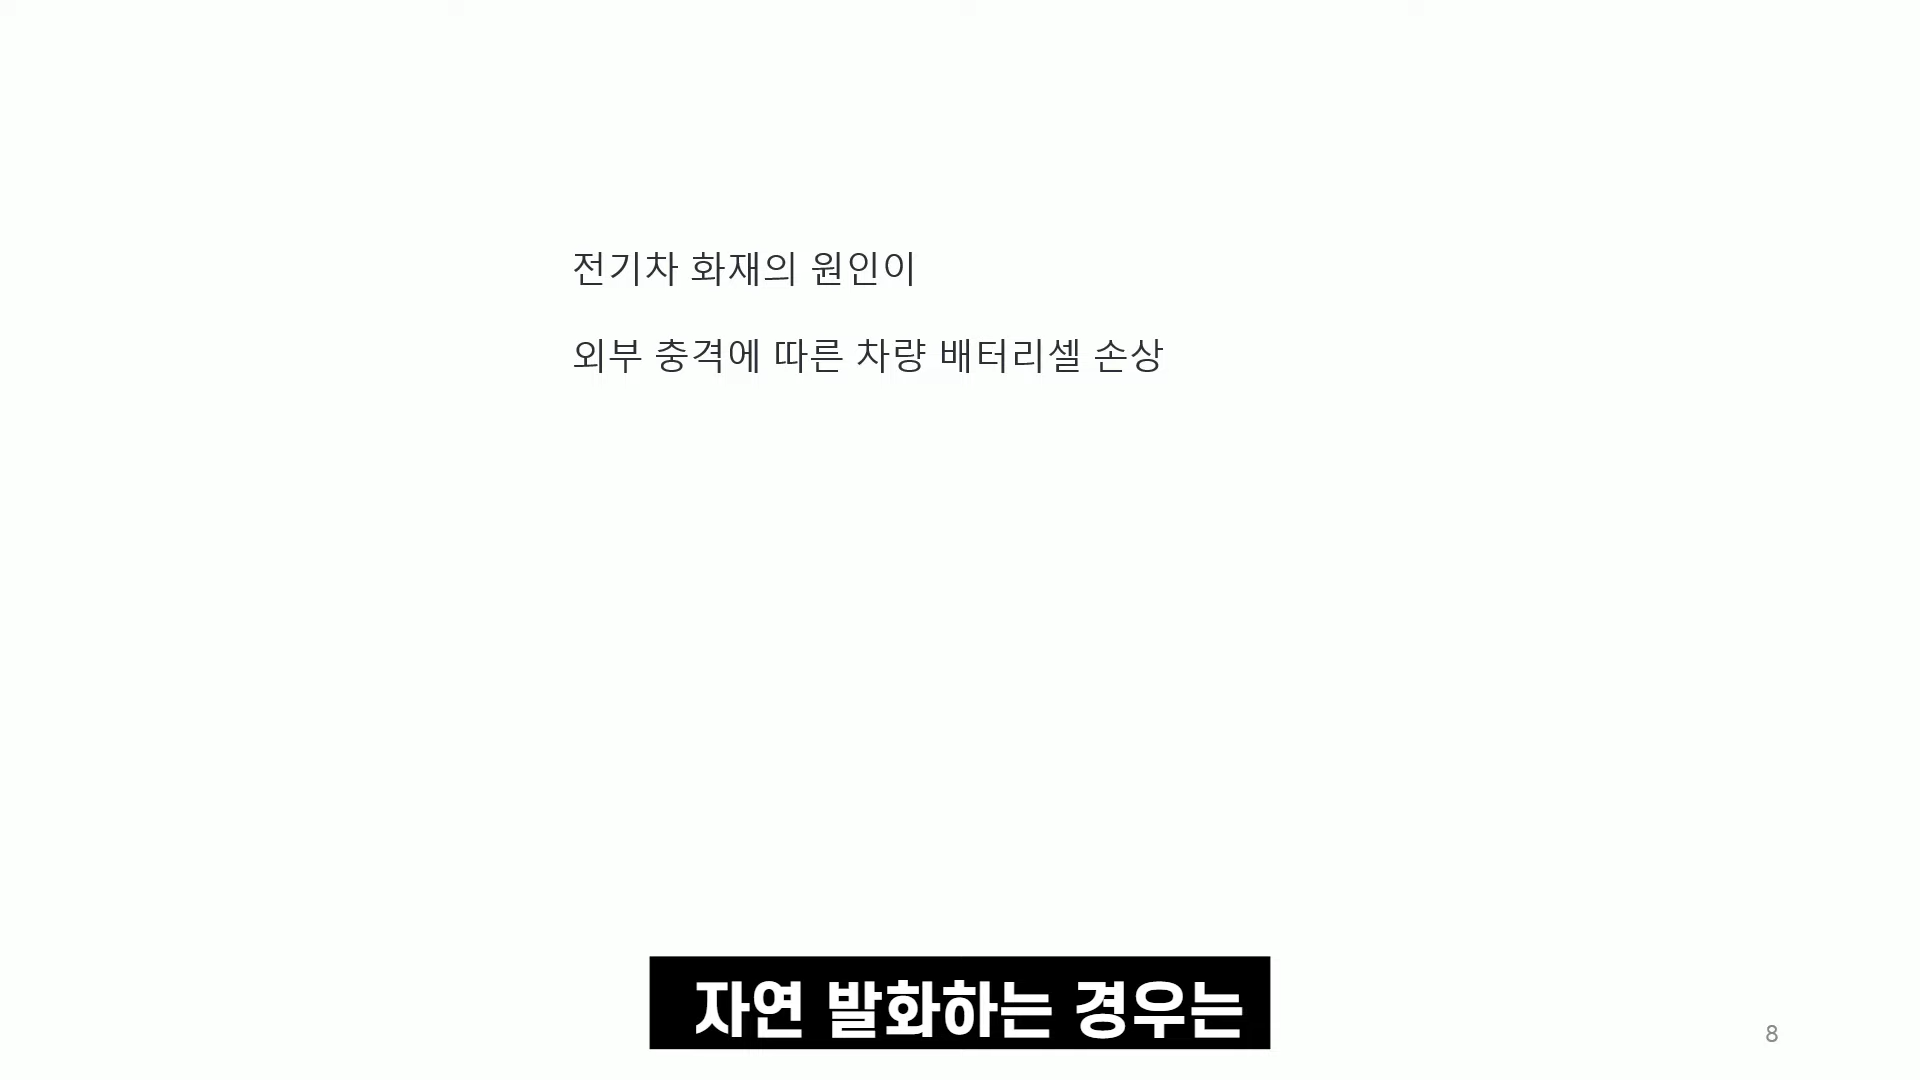 전기차 화재의 원인이
외부 충격에 따른 차량 배터리셀 손상
자연 발화하는 경우는
8